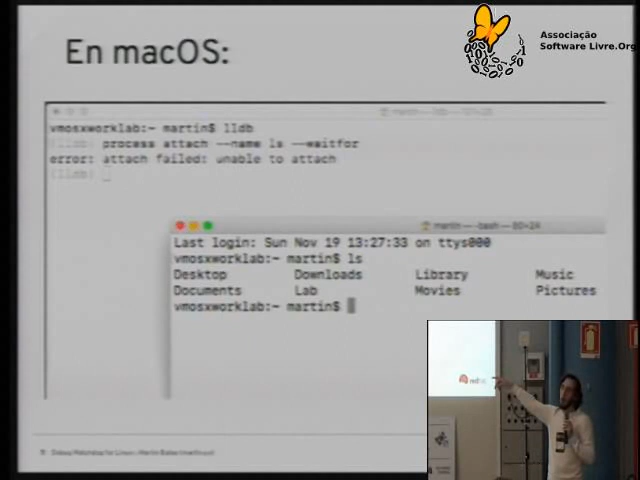 En macOS:
Associação
Software Livre.Org
vmosxworklab:~ martin$ lldb
(lldb) process attach --name ls --waitfor
error: attach failed: unable to attach
(lldb)
Last login: Sun Nov 19 13:27:33 on ttys000
vmosxworklab:~ martin$ ls
Desktop Downloads Library Music
Documents Lab Movies Pictures
vmosxworklab:~ martin$